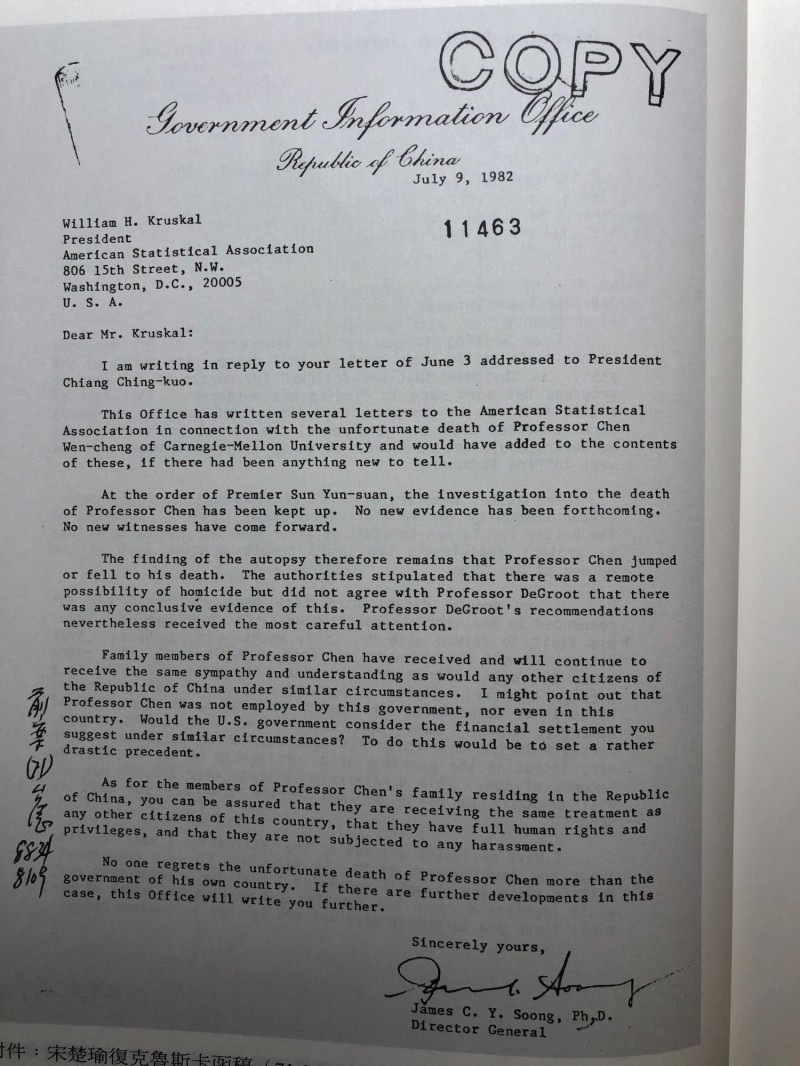 COPY
Government Information Office
Republic of China
July 9, 1982
11463
William H. Kruskal
President
American Statistical Association
806 15th Street, N.W.
Washington, D.C., 20005
U. S. A.
Dear Mr. Kruskal:
I am writing in reply to your letter of June 3 addressed to President
Chiang Ching-kuo.
This Office has written several letters to the American Statistical
Association in connection with the unfortunate death of Professor Chen
Wen-cheng of Carnegie-Mellon University and would have added to the contents
of these, if there had been anything new to tell.
At the order of Premier Sun Yun-suan, the investigation into the death
of Professor Chen has been kept up. No new evidence has been forthcoming.
No new witnesses have come forward.
The finding of the autopsy therefore remains that Professor Chen jumped
or fell to his death. The authorities stipulated that there was a remote
possibility of homicide but did not agree with Professor DeGroot that there
was any conclusive evidence of this. Professor DeGroot's recommendations
nevertheless received the most careful attention.
Family members of Professor Chen have received and will continue to
receive the same sympathy and understanding as would any other citizens of
the Republic of China under similar circumstances. I might point out that
Professor Chen was not employed by this government, nor even in this
country. Would the U.S. government consider the financial settlement you
suggest under similar circumstances? To do this would be to set a rather
drastic precedent.
As for the members of Professor Chen's family residing in the Republic
of China, you can be assured that they are receiving the same treatment as
any other citizens of this country, that they have full human rights and
privileges, and that they are not subjected to any harassment.
No one regrets the unfortunate death of Professor Chen more than the
government of his own country. If there are further developments in this
case, this Office will write you further.
Sincerely yours,
James C. Y. Soong, Ph.D.
Director General
(71)
8109
附件：宋楚瑜復克魯斯卡函稿（71